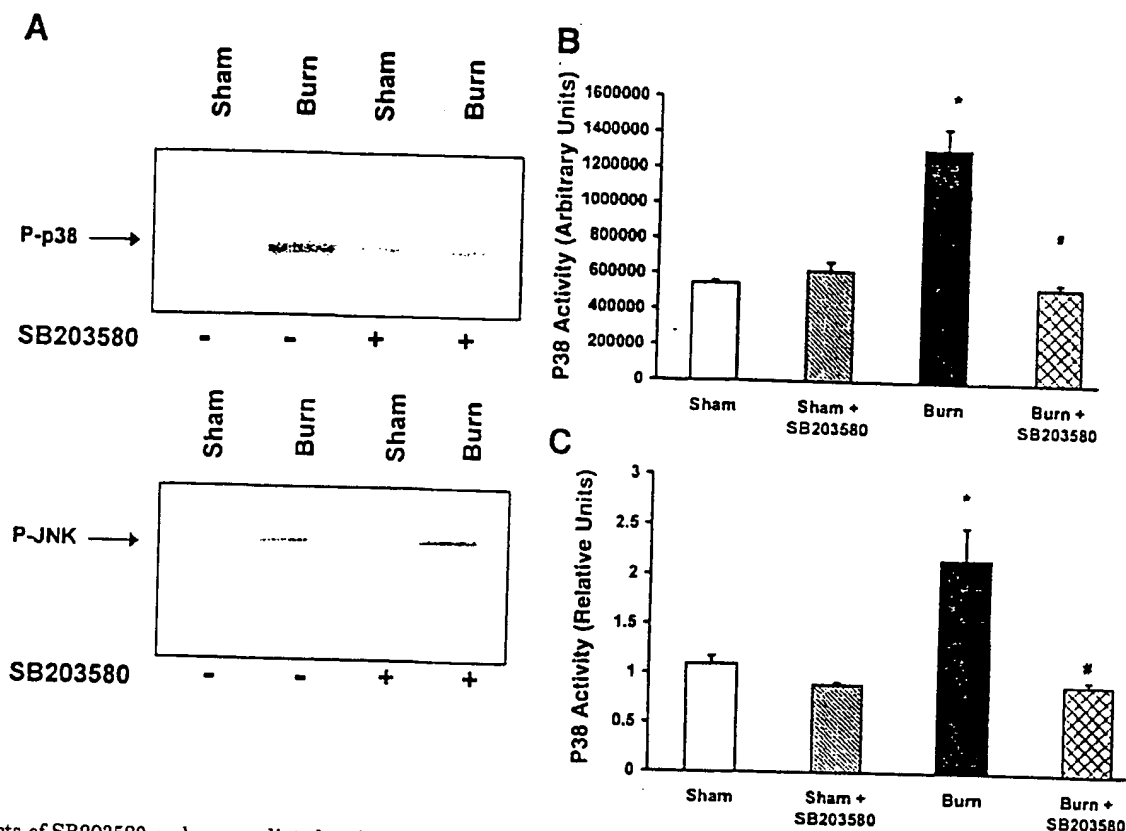 A
Sham
Burn
Sham
Burn
P-p38
SB203580 - - + +
Sham
Burn
Sham
Burn
P-JNK
SB203580 - - + +
B
P38 Activity (Arbitrary Units)
1600000
1400000
1200000
1000000
800000
600000
400000
200000
0
*
#
Sham
Sham +
SB203580
Burn
Burn +
SB203580
C
P38 Activity (Relative Units)
3
2.5
2
1.5
1
0.5
0
*
#
Sham
Sham +
SB203580
Burn
Burn +
SB203580
of SB203580